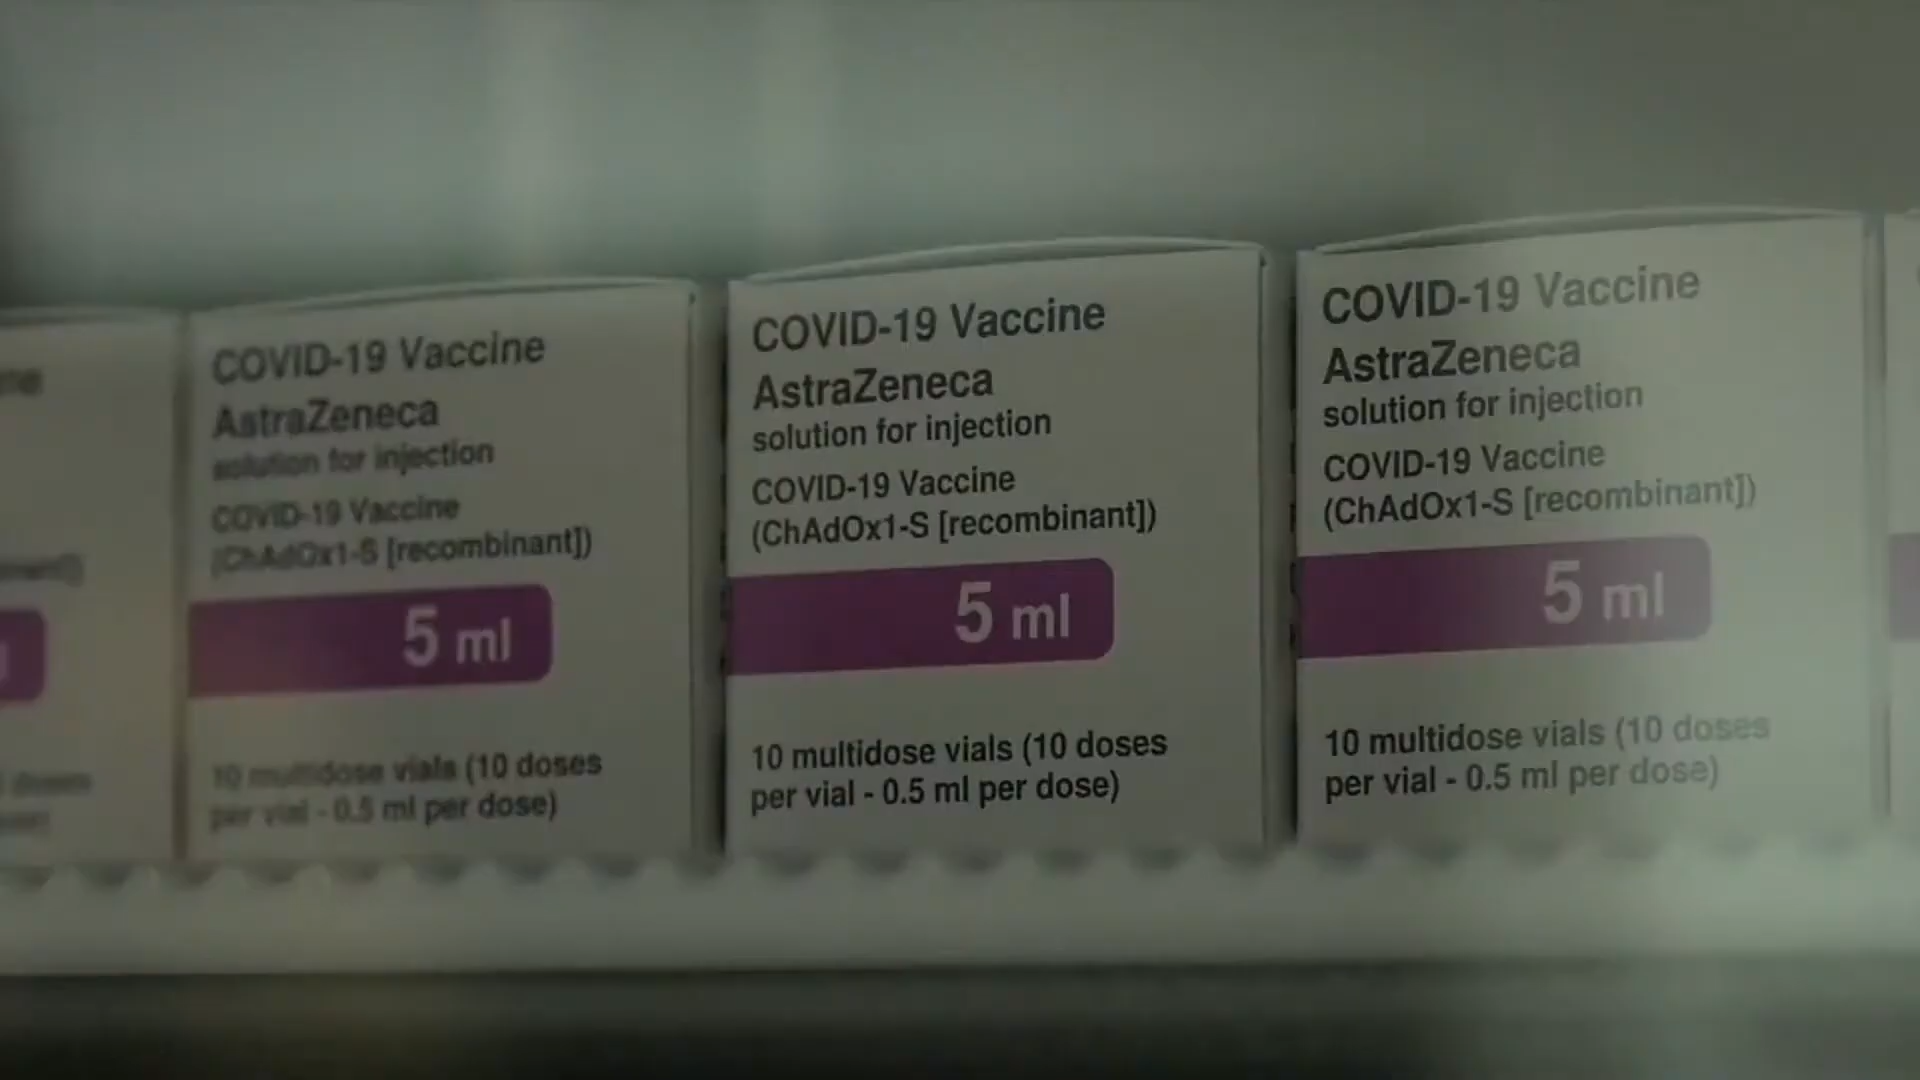 COVID-19 Vaccine
AstraZeneca
solution for injection
COVID-19 Vaccine
(ChAdOx1-S [recombinant])
5 ml
10 multidose vials (10 doses
per vial - 0.5 ml per dose)
COVID-19 Vaccine
AstraZeneca
solution for injection
COVID-19 Vaccine
(ChAdOx1-S [recombinant])
5 ml
10 multidose vials (10 doses
per vial - 0.5 ml per dose)
COVID-19 Vaccine
AstraZeneca
solution for injection
COVID-19 Vaccine
(ChAdOx1-S [recombinant])
5 ml
10 multidose vials (10 doses
per vial - 0.5 ml per dose)